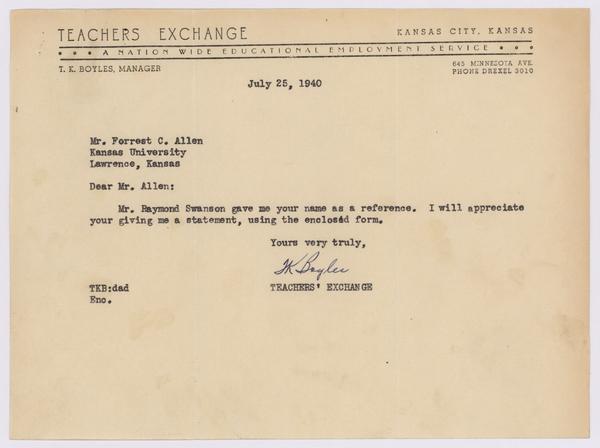 TEACHERS EXCHANGE
KANSAS CITY, KANSAS
A NATION WIDE EDUCATIONAL EMPLOYMENT SERVICE
T. K. BOYLES, MANAGER
645 MINNESOTA AVE.
PHONE DREXEL 3010
July 25, 1940
Mr. Forrest C. Allen
Kansas University
Lawrence, Kansas
Dear Mr. Allen:
Mr. Raymond Swanson gave me your name as a reference. I will appreciate
your giving me a statement, using the enclosed form.
Yours very truly,
TK Boyles
TKB:dad
TEACHERS' EXCHANGE
Enc.